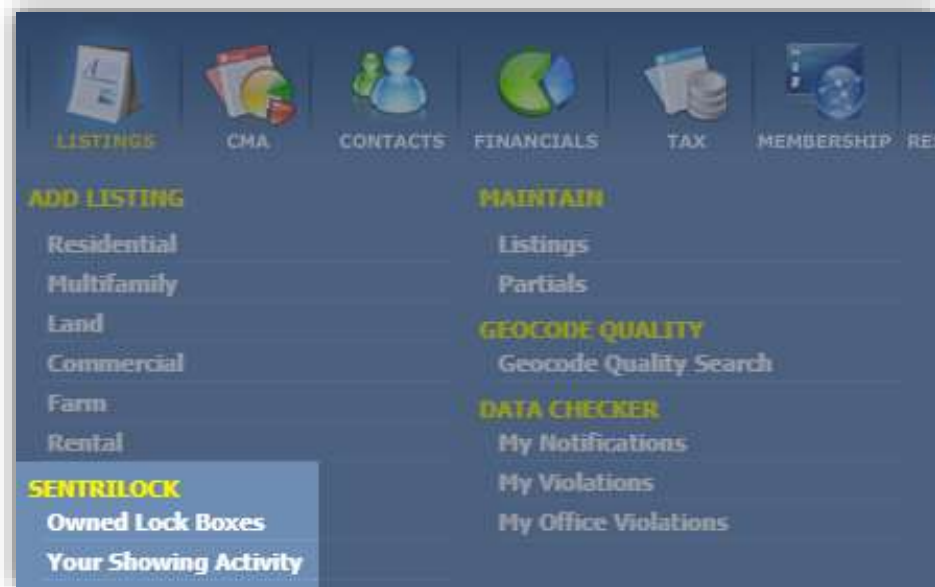 LISTINGS CMA CONTACTS FINANCIALS TAX MEMBERSHIP RE
ADD LISTING
Residential
Multifamily
Land
Commercial
Farm
Rental
SENTRILOCK
Owned Lock Boxes
Your Showing Activity
MAINTAIN
Listings
Partials
GEOCODE QUALITY
Geocode Quality Search
DATA CHECKER
My Notifications
My Violations
My Office Violations